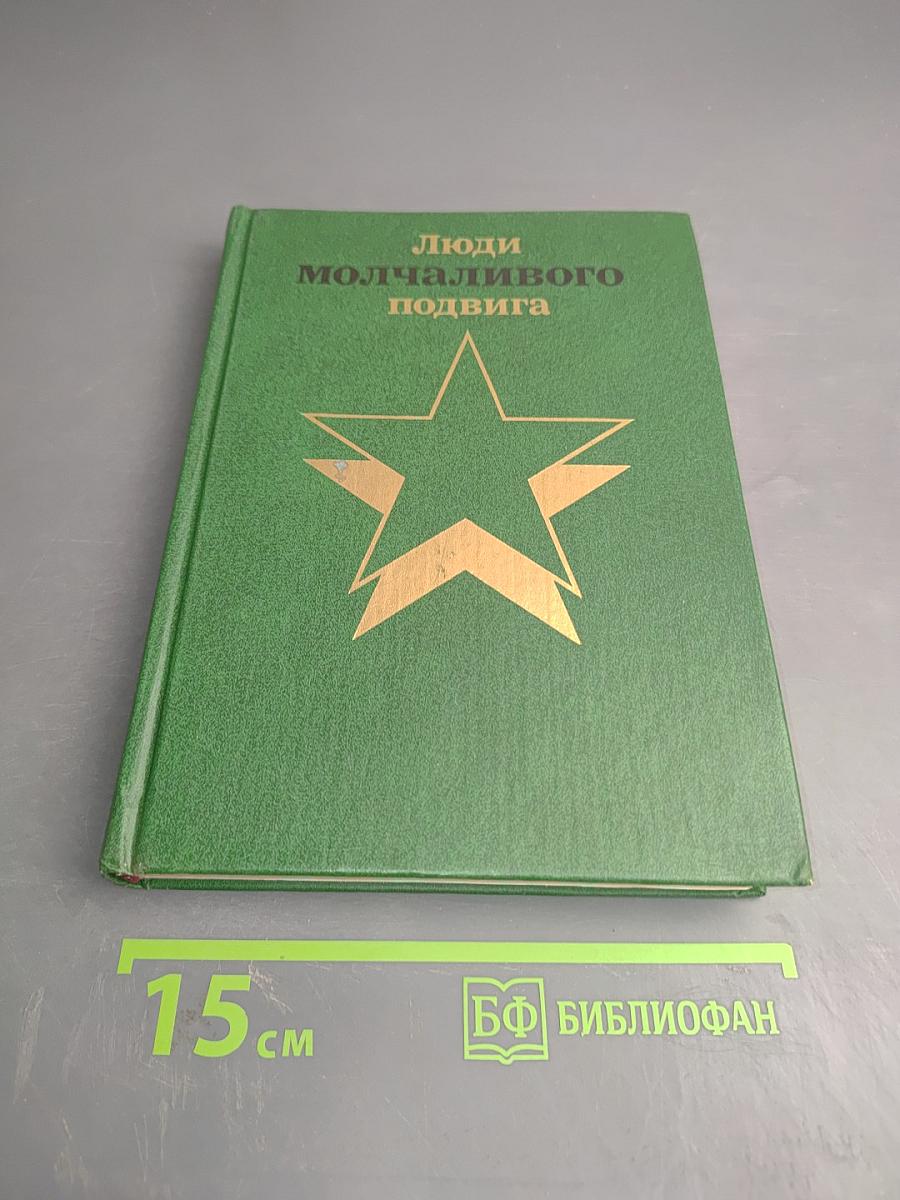 Люди
молчаливого
подвига
15 см
БФ БИБЛИОФАН